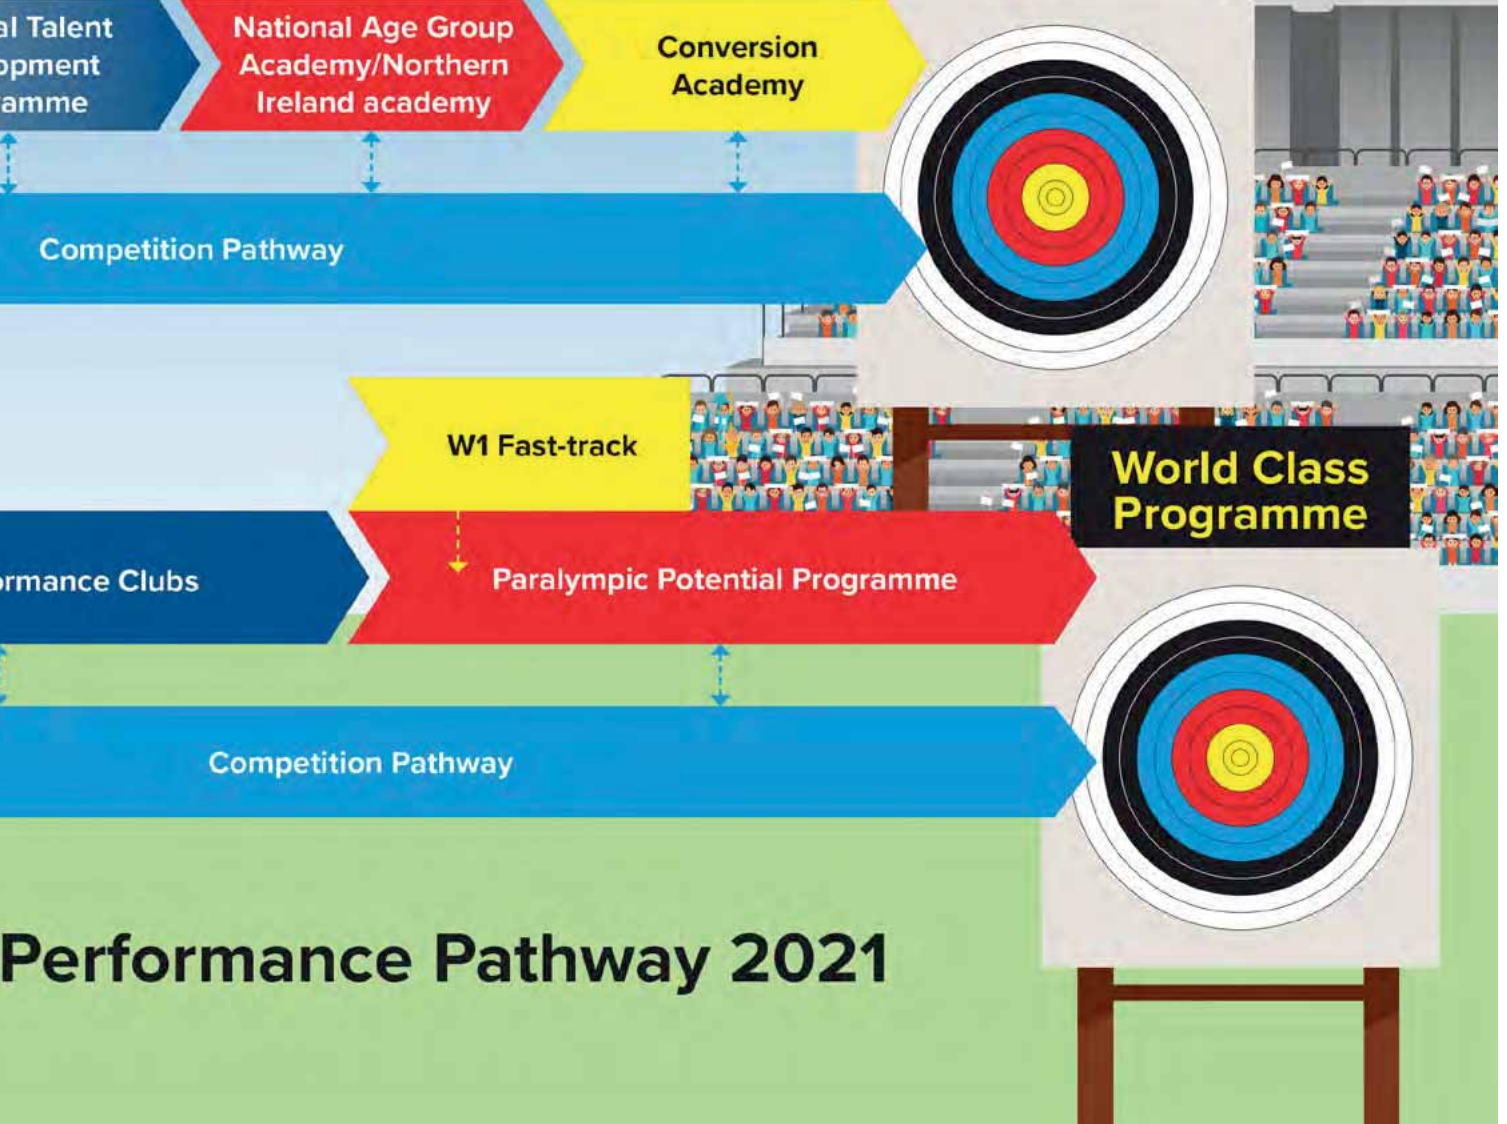 al Talent
opment
amme
National Age Group
Academy/Northern
Ireland academy
Conversion
Academy
Competition Pathway
W1 Fast-track
World Class
Programme
ormance Clubs
Paralympic Potential Programme
Competition Pathway
Performance Pathway 2021